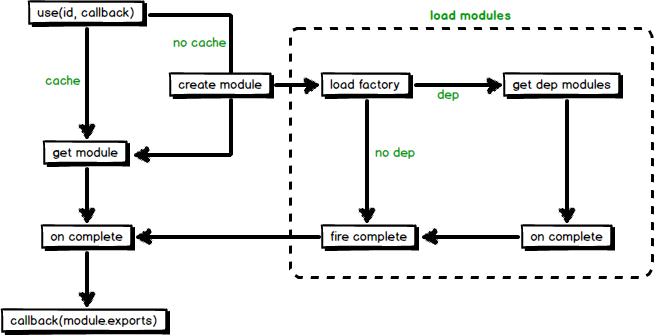 load modules
use(id, callback)
no cache
cache
create module
load factory
get dep modules
dep
get module
no dep
on complete
fire complete
on complete
callback(module.exports)